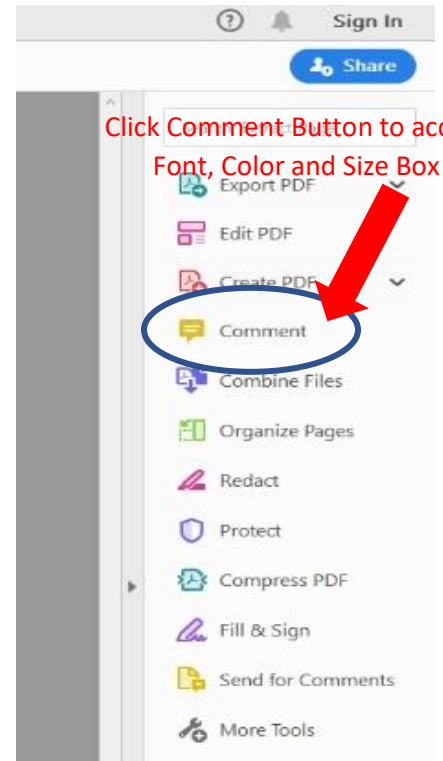 Sign In
Share
Click Comment Button to acc
Font, Color and Size Box
Export PDF
Edit PDF
Create PDF
Comment
Combine Files
Organize Pages
Redact
Protect
Compress PDF
Fill & Sign
Send for Comments
More Tools